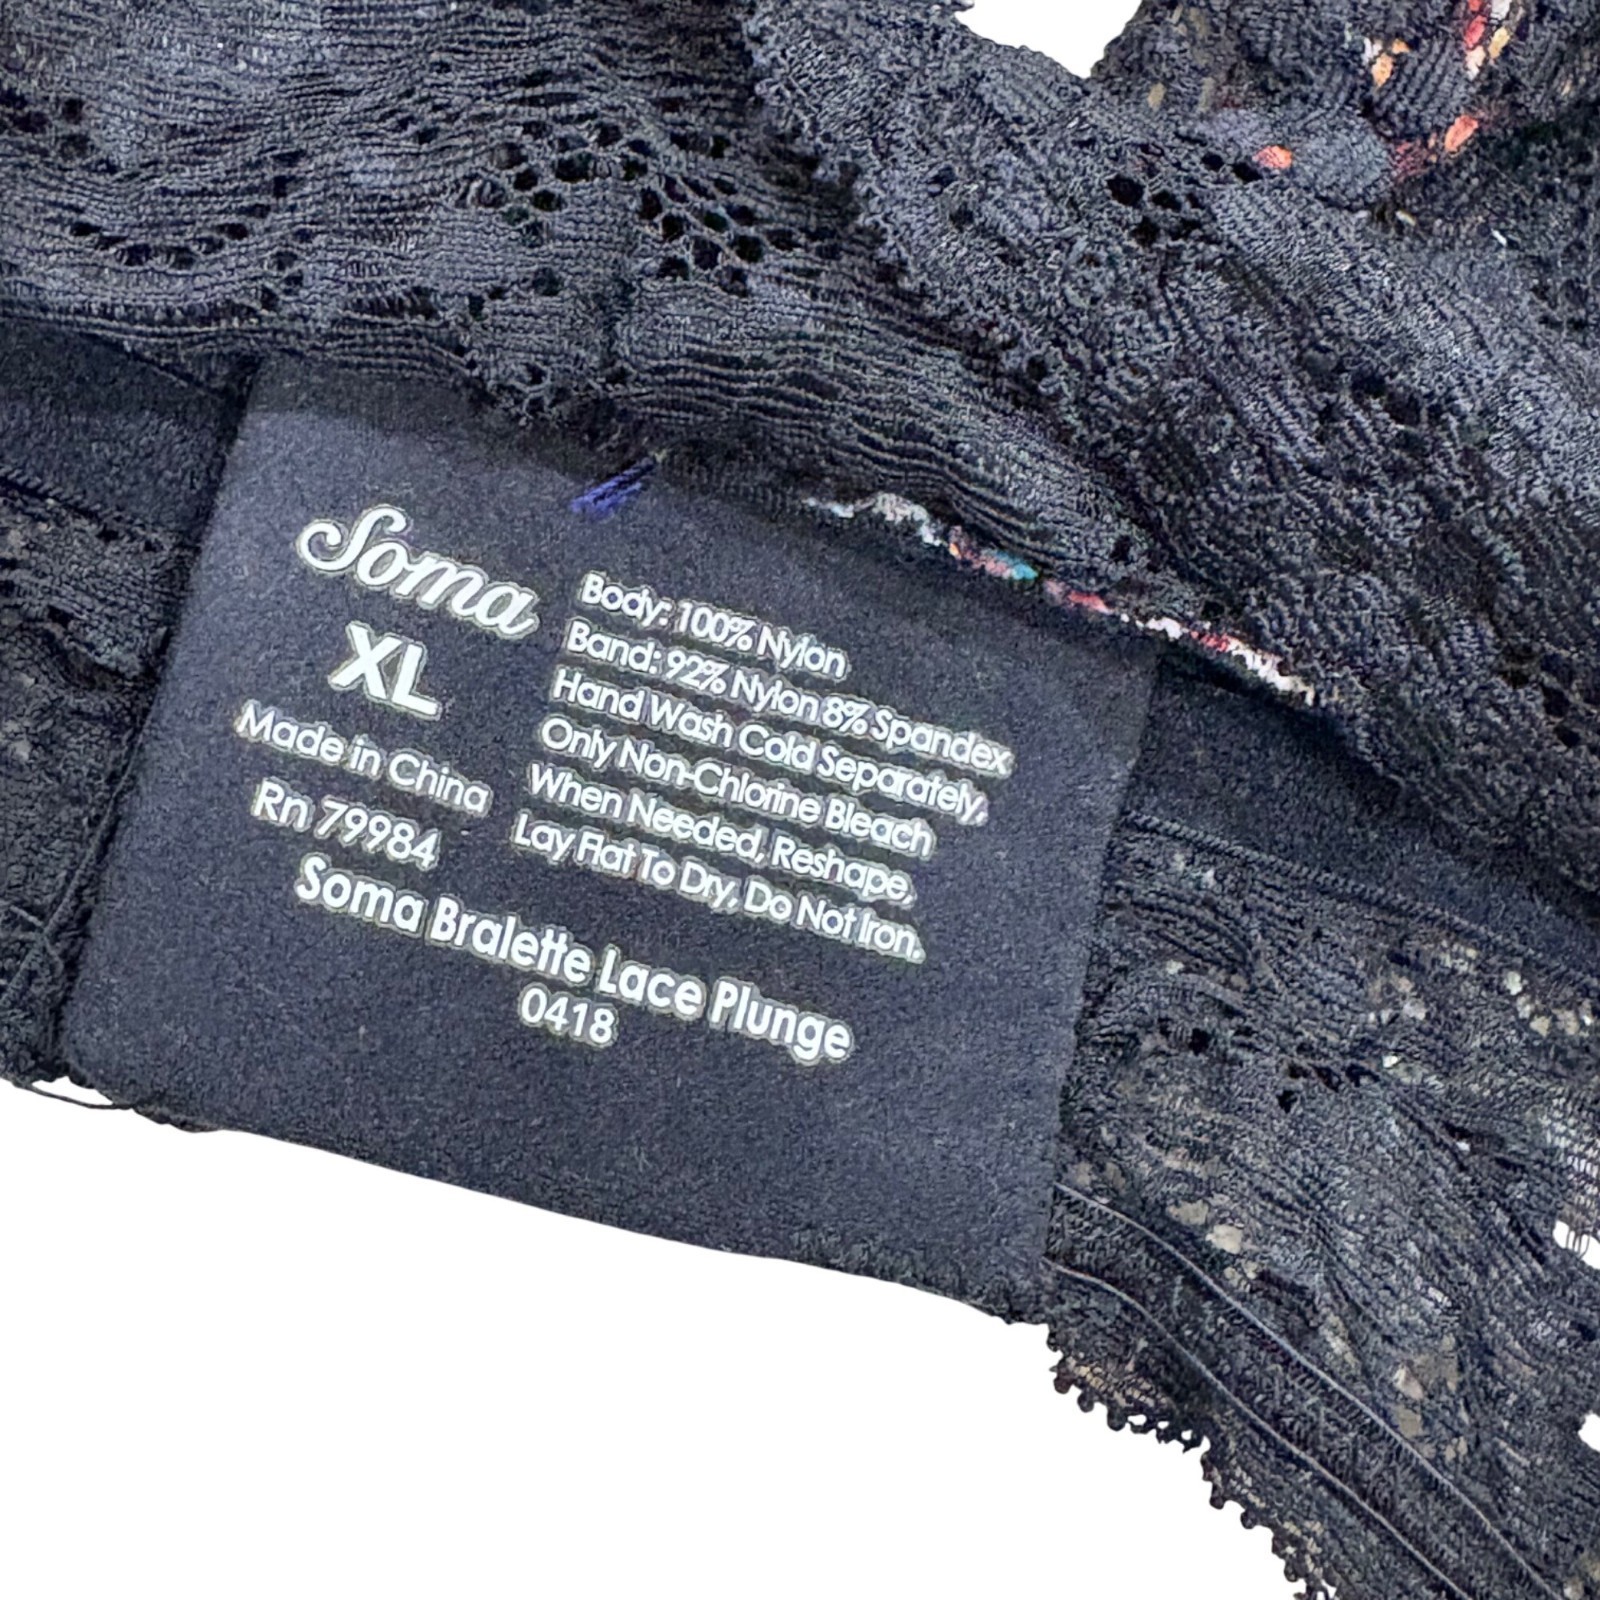 Soma
XL
Made in China
Rn 79984
Body: 100% Nylon
Band: 92% Nylon 8% Spandex
Hand Wash Cold Separately,
Only Non-Chlorine Bleach
When Needed, Reshape,
Lay Flat To Dry, Do Not Iron.
Soma Bralette Lace Plunge
0418